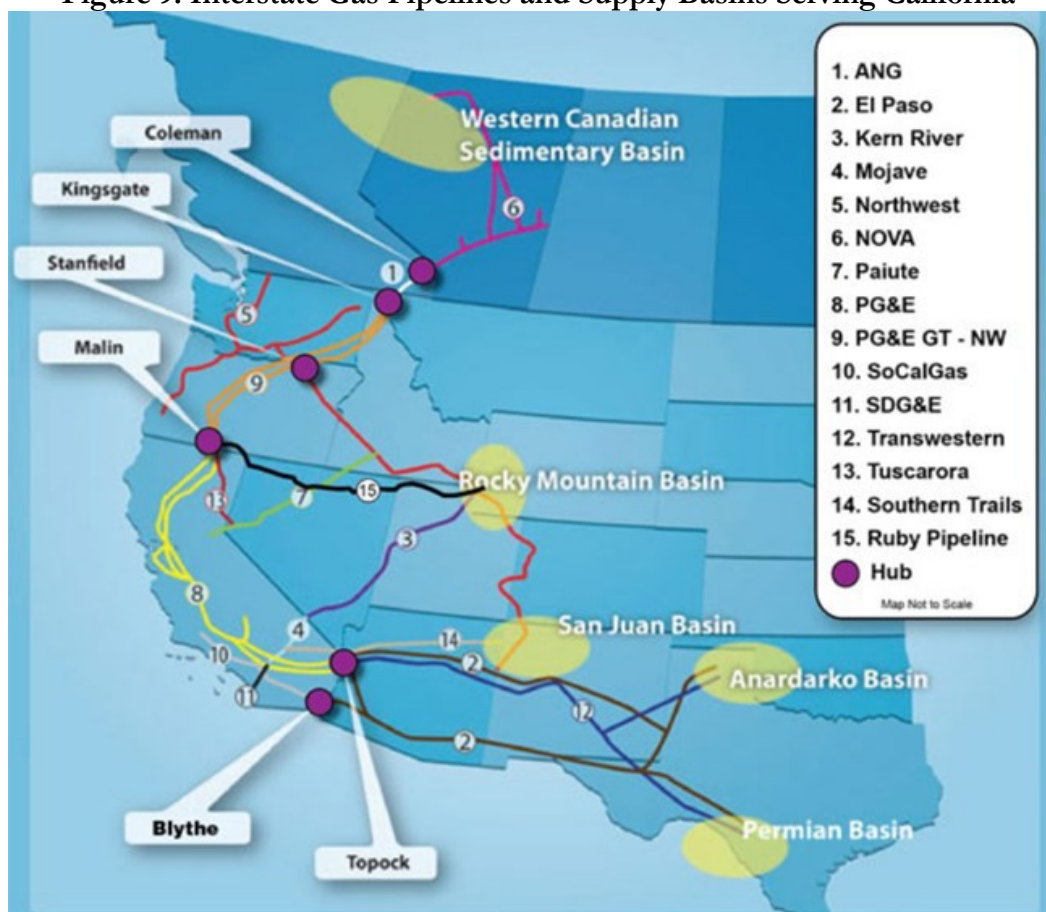 Figure 9. Interstate Gas Pipelines and Supply Basins Serving California
1. ANG
2. El Paso
3. Kern River
4. Mojave
5. Northwest
6. NOVA
7. Paiute
8. PG&E
9. PG&E GT - NW
10. SoCalGas
11. SDG&E
12. Transwestern
13. Tuscarora
14. Southern Trails
15. Ruby Pipeline
Hub
Map Not to Scale
Western Canadian
Sedimentary Basin
Coleman
Kingsgate
Stanfield
Malin
6
1
5
9
Rocky Mountain Basin
13
7
15
3
8
4
14
San Juan Basin
10
2
11
12
Anardarko Basin
2
Blythe
Topock
Permian Basin